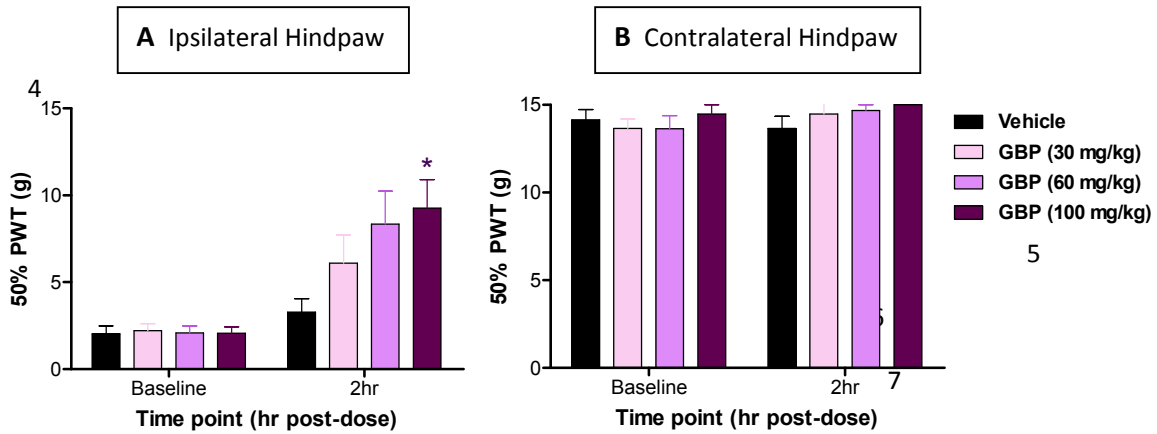 A Ipsilateral Hindpaw
B Contralateral Hindpaw
4
15
10
5
0
50% PWT (g)
*
Baseline
2hr
Time point (hr post-dose)
15
10
5
0
50% PWT (g)
6
Baseline
2hr
7
Time point (hr post-dose)
Vehicle
GBP (30 mg/kg)
GBP (60 mg/kg)
GBP (100 mg/kg)
5